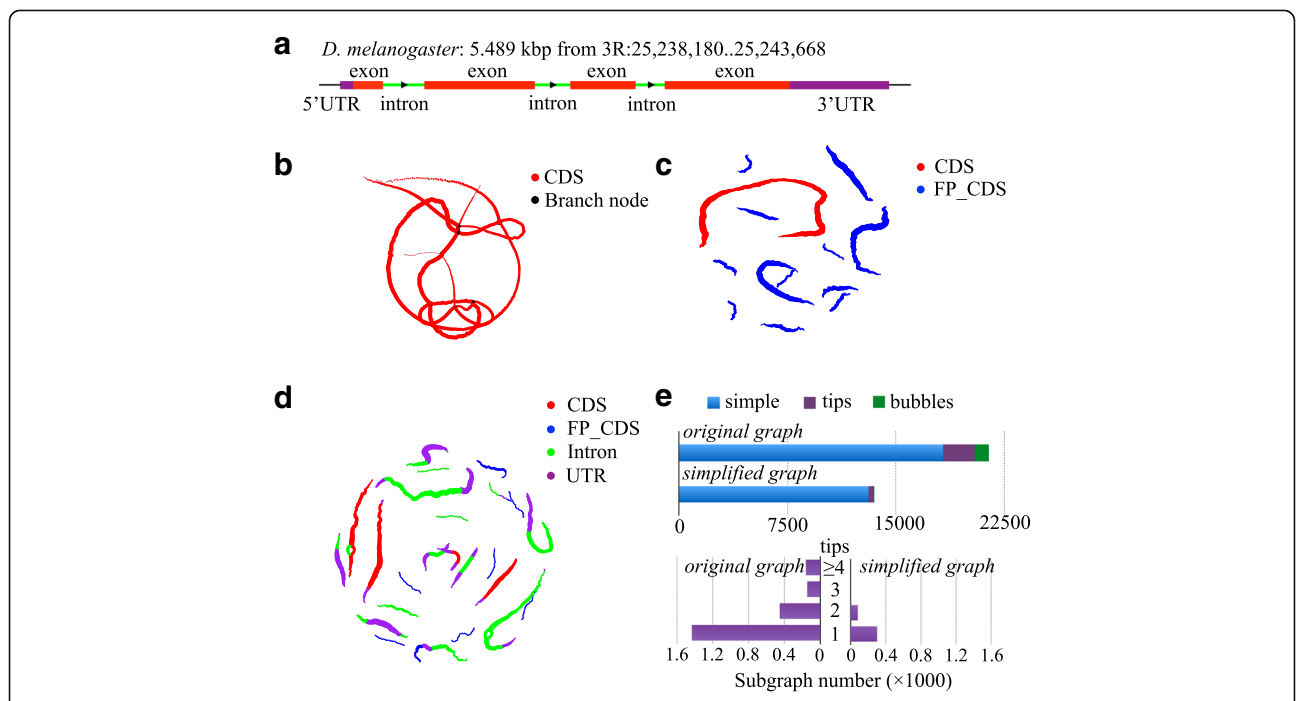 a
D. melanogaster: 5.489 kbp from 3R:25,238,180..25,243,668
exon exon exon exon
5’UTR intron intron intron 3’UTR
b
CDS
Branch node
c
CDS
FP_CDS
d
CDS
FP_CDS
Intron
UTR
e
simple tips bubbles
original graph
simplified graph
0 7500 15000 22500
tips
original graph ≥4 simplified graph
3
2
1
1.6 1.2 0.8 0.4 0 0 0.4 0.8 1.2 1.6
Subgraph number (×1000)